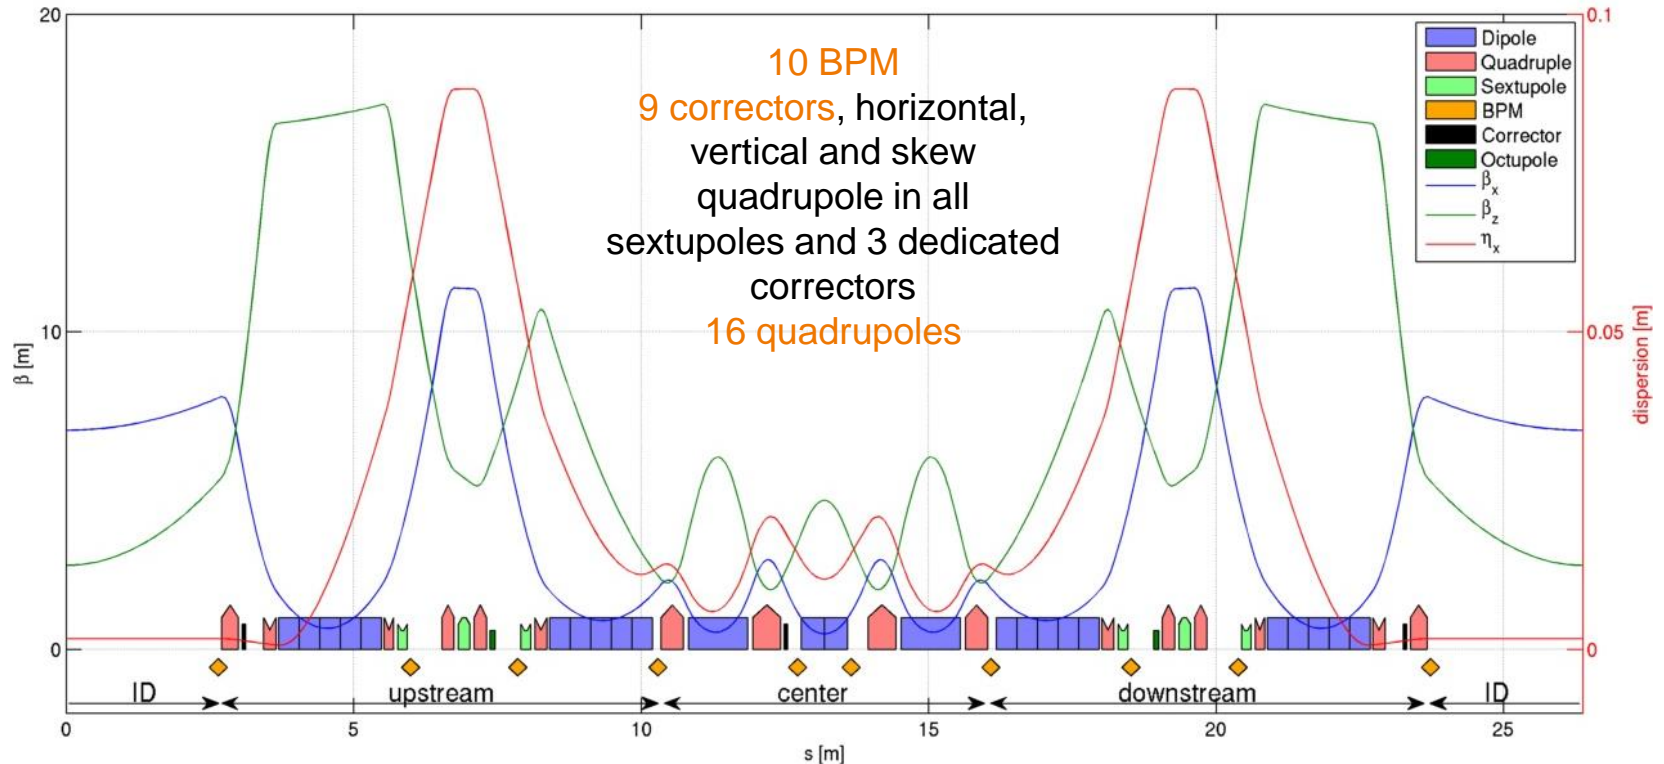 20
0.1
10 BPM
9 correctors, horizontal,
vertical and skew
quadrupole in all
sextupoles and 3 dedicated
correctors
16 quadrupoles
Dipole
Quadruple
Sextupole
BPM
Corrector
Octupole
βx
βz
ηx
10
0.05
β [m]
dispersion [m]
0
0
ID
upstream
center
downstream
ID
0
5
10
15
20
25
s [m]